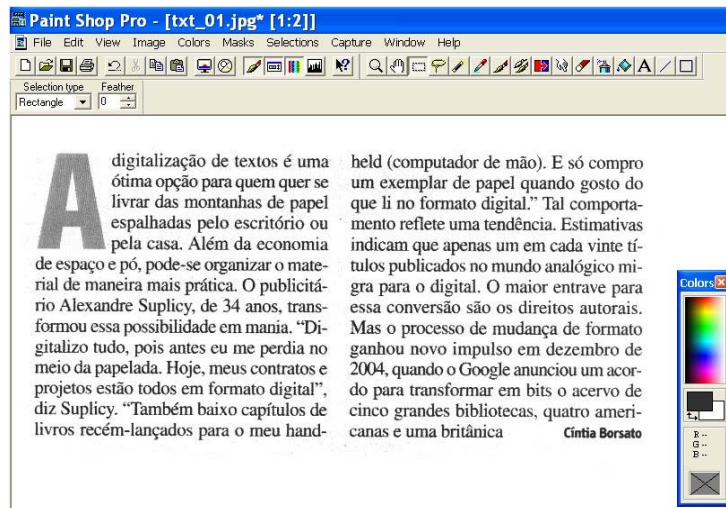 Paint Shop Pro - [txt_01.jpg* [1:2]]
File Edit View Image Colors Masks Selections Capture Window Help
Selection type Feather
Rectangle 0
A digitalização de textos é uma
ótima opção para quem quer se
livrar das montanhas de papel
espalhadas pelo escritório ou
pela casa. Além da economia
de espaço e pó, pode-se organizar o mate-
rial de maneira mais prática. O publicitá-
rio Alexandre Suplicy, de 34 anos, trans-
formou essa possibilidade em mania. “Di-
gitalizo tudo, pois antes eu me perdia no
meio da papelada. Hoje, meus contratos e
projetos estão todos em formato digital”,
diz Suplicy. “Também baixo capítulos de
livros recém-lançados para o meu hand-
held (computador de mão). E só compro
um exemplar de papel quando gosto do
que li no formato digital.” Tal comporta-
mento reflete uma tendência. Estimativas
indicam que apenas um em cada vinte tí-
tulos publicados no mundo analógico mi-
gra para o digital. O maior entrave para
essa conversão são os direitos autorais.
Mas o processo de mudança de formato
ganhou novo impulso em dezembro de
2004, quando o Google anunciou um acor-
do para transformar em bits o acervo de
cinco grandes bibliotecas, quatro ameri-
canas e uma britânica Cíntia Borsato
Colors
R --
G --
B --